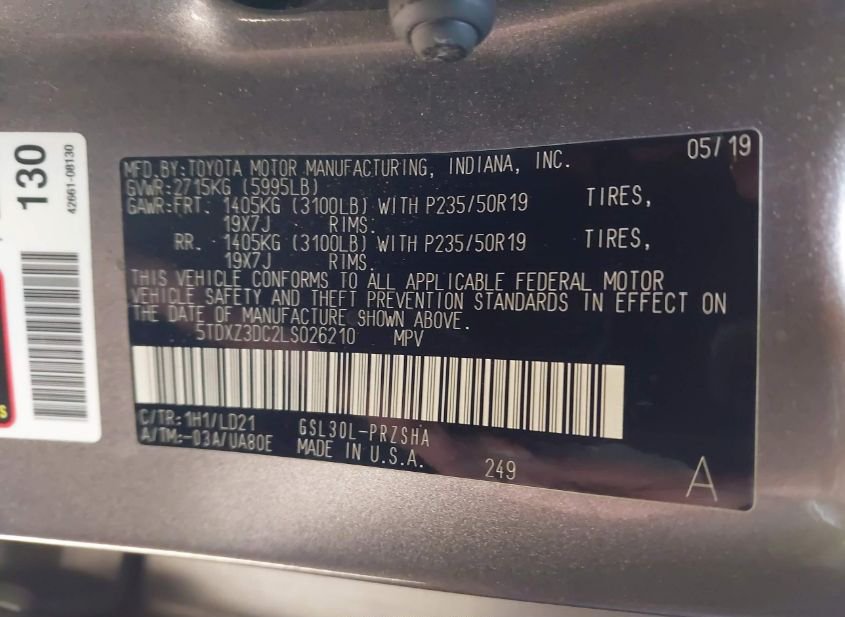 130
42661-08130
S
05/19
MFD.BY:TOYOTA MOTOR MANUFACTURING, INDIANA, INC.
GVWR:2715KG (5995LB)
GAWR:FRT. 1405KG (3100LB) WITH P235/50R19 TIRES,
19X7J RIMS.
RR. 1405KG (3100LB) WITH P235/50R19 TIRES,
19X7J RIMS.
THIS VEHICLE CONFORMS TO ALL APPLICABLE FEDERAL MOTOR
VEHICLE SAFETY AND THEFT PREVENTION STANDARDS IN EFFECT ON
THE DATE OF MANUFACTURE SHOWN ABOVE.
5TDXZ3DC2LS026210 MPV
C/TR:1H1/LD21 GSL30L-PRZSHA
A/TM:-03A/UA80E MADE IN U.S.A. 249 A